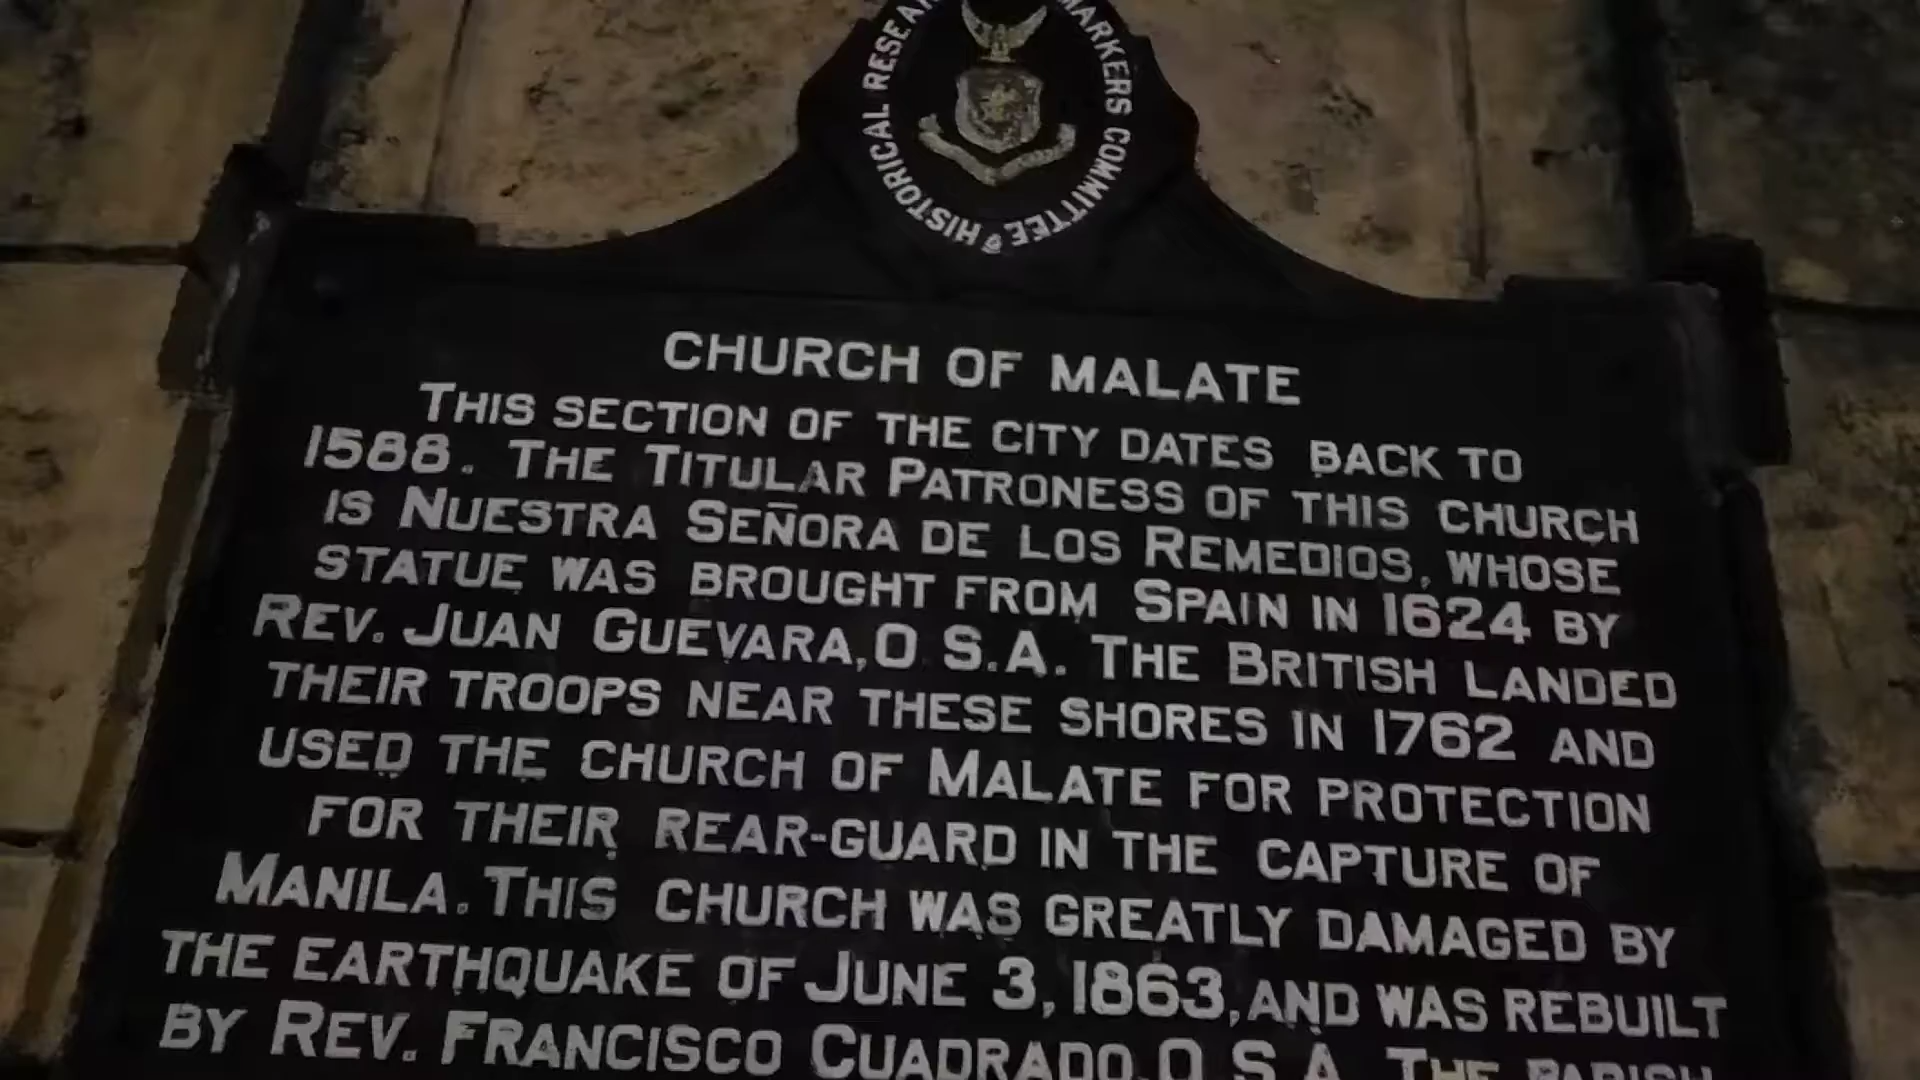 HISTORICAL RESEAR MARKERS COMMITTEE
CHURCH OF MALATE
THIS SECTION OF THE CITY DATES BACK TO
1588. THE TITULAR PATRONESS OF THIS CHURCH
IS NUESTRA SEÑORA DE LOS REMEDIOS, WHOSE
STATUE WAS BROUGHT FROM SPAIN IN 1624 BY
REV. JUAN GUEVARA, O S.A. THE BRITISH LANDED
THEIR TROOPS NEAR THESE SHORES IN 1762 AND
USED THE CHURCH OF MALATE FOR PROTECTION
FOR THEIR REAR-GUARD IN THE CAPTURE OF
MANILA. THIS CHURCH WAS GREATLY DAMAGED BY
THE EARTHQUAKE OF JUNE 3, 1863, AND WAS REBUILT
BY REV. FRANCISCO CUADRADO, O S A. THE PARISH